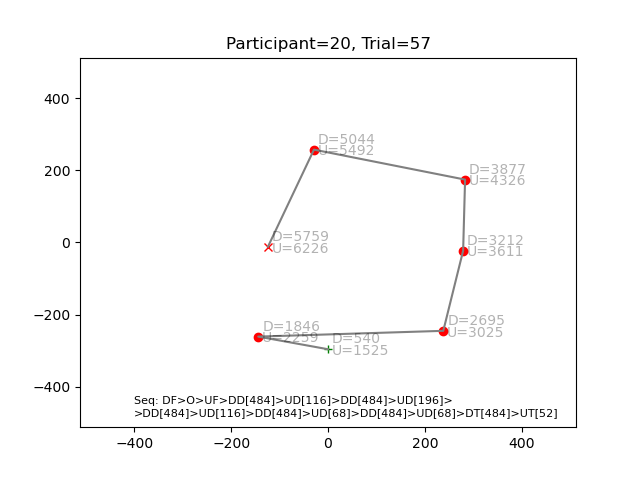 Participant=20, Trial=57
400
200
0
−200
−400
D=5044
U=5492
D=3877
U=4326
D=5759
U=6226
D=3212
U=3611
D=1846
U=2259
D=540
U=1525
D=2695
U=3025
Seq: DF>O>UF>DD[484]>UD[116]>DD[484]>UD[196]>
>DD[484]>UD[116]>DD[484]>UD[68]>DD[484]>UD[68]>DT[484]>UT[52]
−400
−200
0
200
400